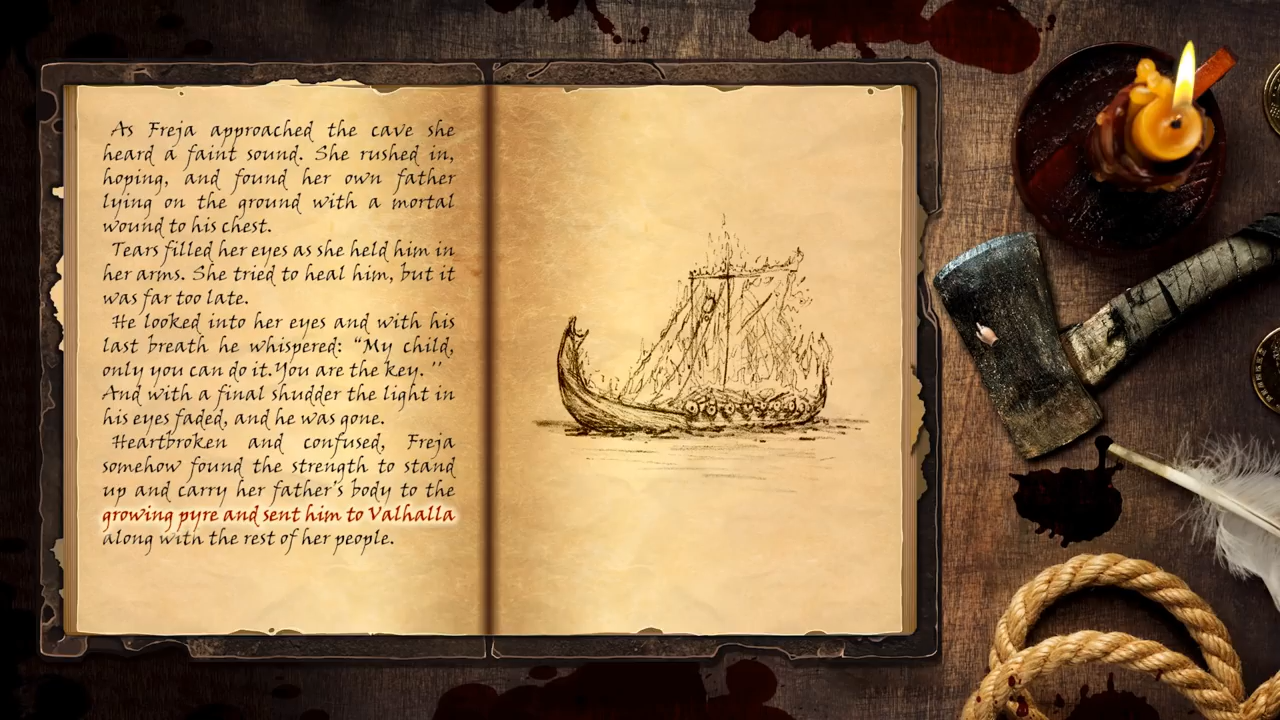 As Freja approached the cave she
heard a faint sound. She rushed in,
hoping, and found her own father
lying on the ground with a mortal
wound to his chest.
Tears filled her eyes as she held him in
her arms. She tried to heal him, but it
was far too late.
He looked into her eyes and with his
last breath he whispered: “My child,
only you can do it.You are the key. ’’
And with a final shudder the light in
his eyes faded, and he was gone.
Heartbroken and confused, Freja
somehow found the strength to stand
up and carry her father’s body to the
growing pyre and sent him to Valhalla
along with the rest of her people.